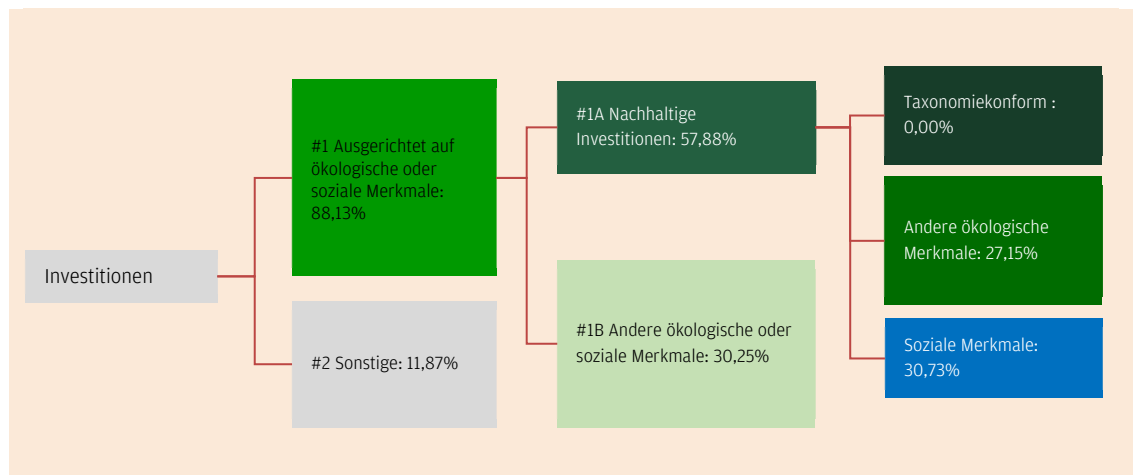 Investitionen
#1 Ausgerichtet auf
ökologische oder
soziale Merkmale:
88,13%
#2 Sonstige: 11,87%
#1A Nachhaltige
Investitionen: 57,88%
#1B Andere ökologische oder
soziale Merkmale: 30,25%
Taxonomiekonform :
0,00%
Andere ökologische
Merkmale: 27,15%
Soziale Merkmale:
30,73%